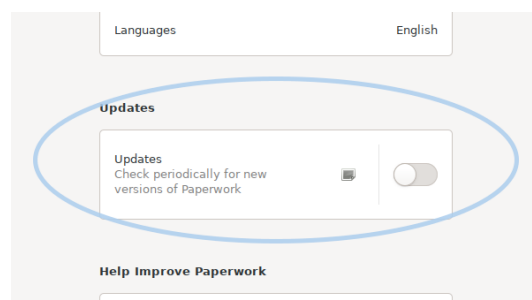 Languages English
Updates
Updates
Check periodically for new
versions of Paperwork
Help Improve Paperwork